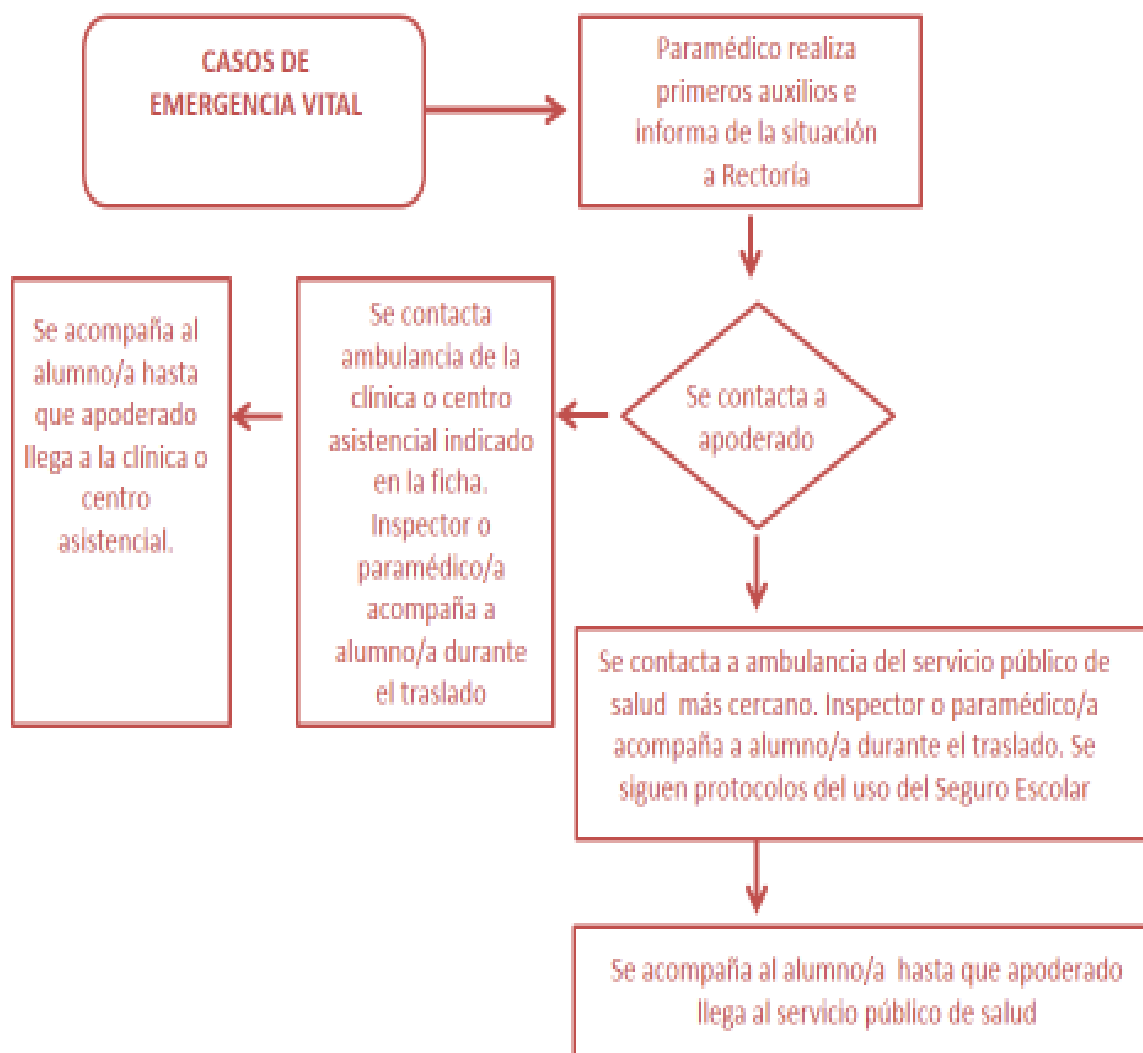 CASOS DE
EMERGENCIA VITAL
Paramédico realiza
primeros auxilios e
informa de la situación
a Rectoría
Se contacta a
apoderado
Se contacta
ambulancia de la
clínica o centro
asistencial indicado
en la ficha.
Inspector o
paramédico/a
acompaña a
alumno/a durante
el traslado
Se acompaña al
alumno/a hasta
que apoderado
llega a la clínica o
centro
asistencial.
Se contacta a ambulancia del servicio público de
salud más cercano. Inspector o paramédico/a
acompaña a alumno/a durante el traslado. Se
siguen protocolos del uso del Seguro Escolar
Se acompaña al alumno/a hasta que apoderado
llega al servicio público de salud